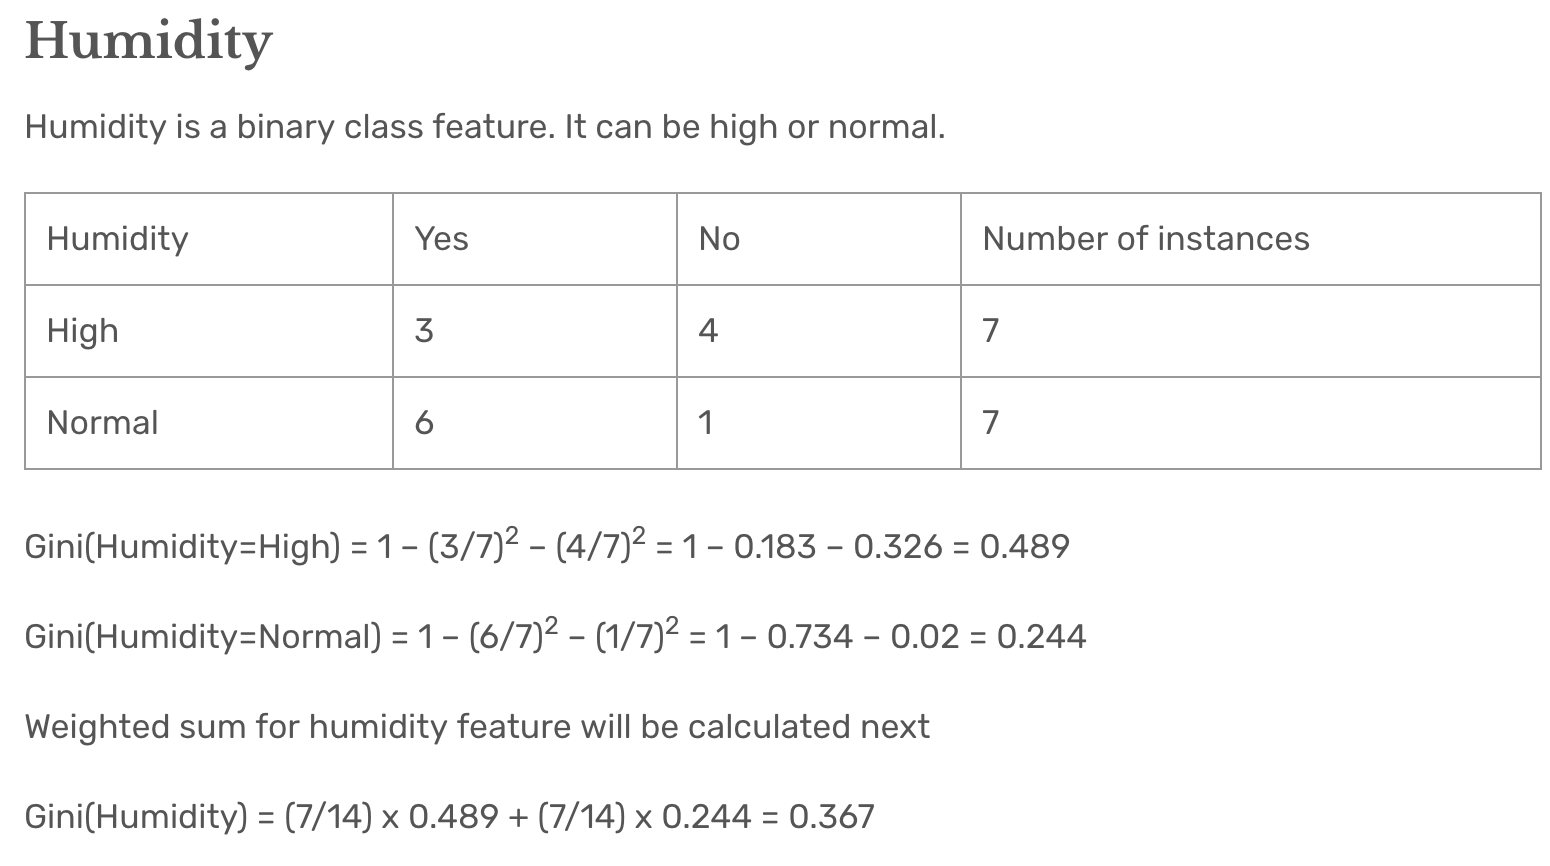 Humidity
Humidity is a binary class feature. It can be high or normal.
Humidity Yes No Number of instances
High 3 4 7
Normal 6 1 7
Gini(Humidity=High) = 1 – (3/7)² – (4/7)² = 1 – 0.183 – 0.326 = 0.489
Gini(Humidity=Normal) = 1 – (6/7)² – (1/7)² = 1 – 0.734 – 0.02 = 0.244
Weighted sum for humidity feature will be calculated next
Gini(Humidity) = (7/14) x 0.489 + (7/14) x 0.244 = 0.367